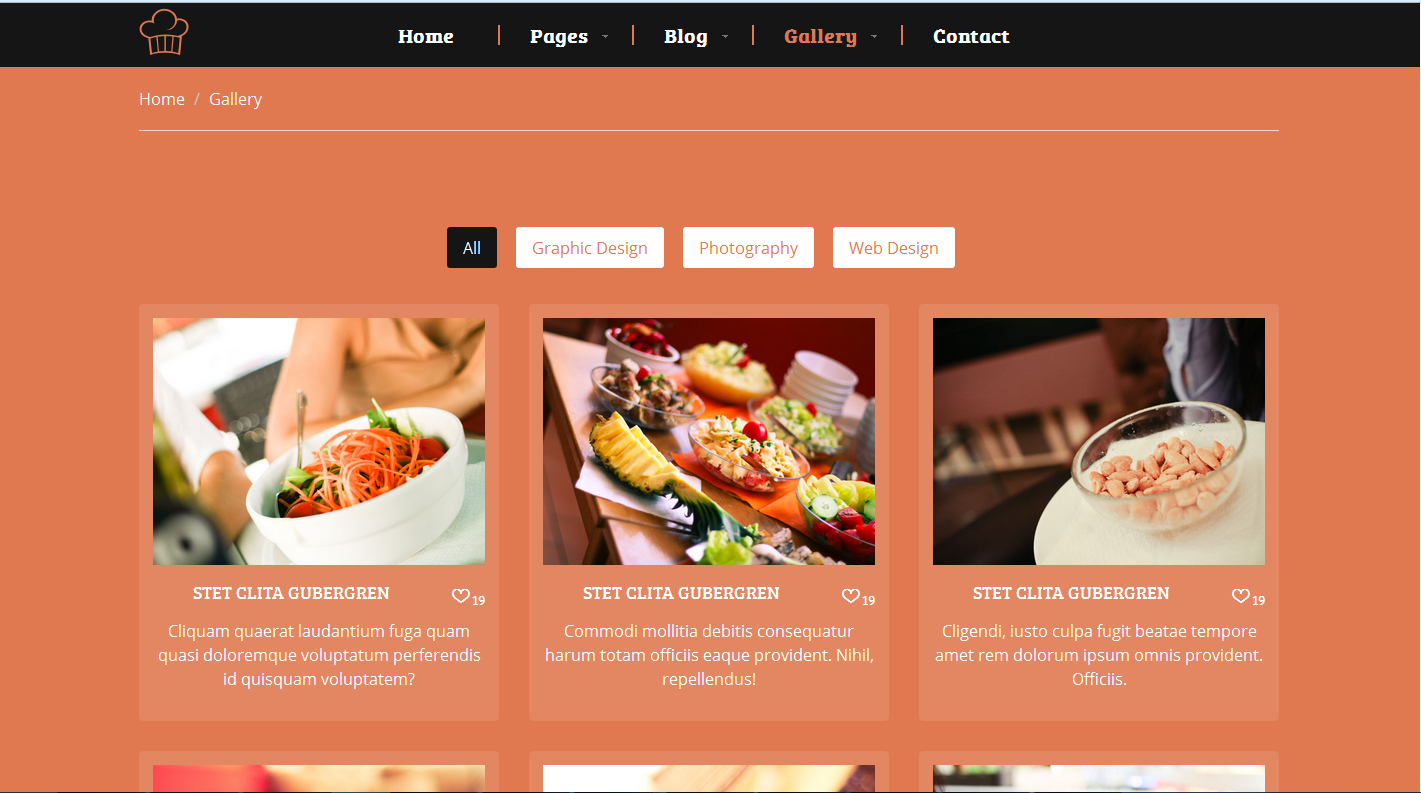 Home Pages Blog Gallery Contact
Home / Gallery
All Graphic Design Photography Web Design
STET CLITA GUBERGREN 19
Cliquam quaerat laudantium fuga quam
quasi doloremque voluptatum perferendis
id quisquam voluptatem?
STET CLITA GUBERGREN 19
Commodi mollitia debitis consequatur
harum totam officiis eaque provident. Nihil,
repellendus!
STET CLITA GUBERGREN 19
Cligendi, iusto culpa fugit beatae tempore
amet rem dolorum ipsum omnis provident.
Officiis.